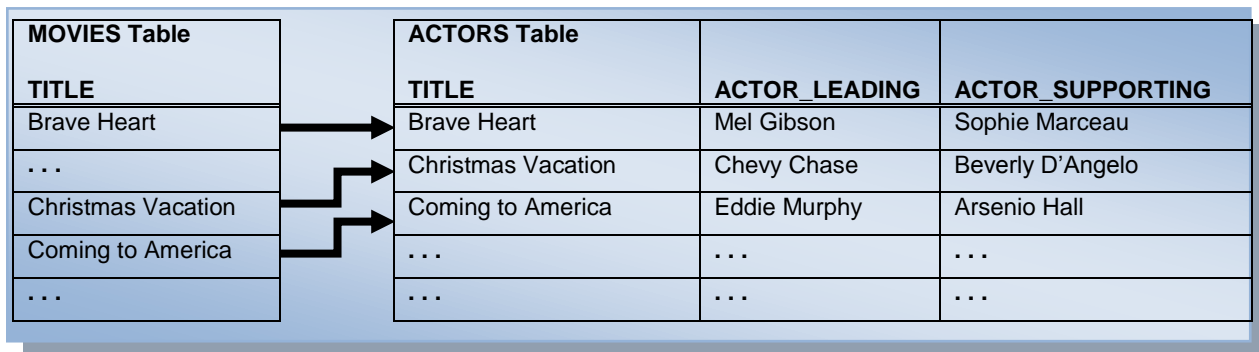 MOVIES Table ACTORS Table
TITLE TITLE ACTOR_LEADING ACTOR_SUPPORTING
Brave Heart Brave Heart Mel Gibson Sophie Marceau
. . . Christmas Vacation Chevy Chase Beverly D’Angelo
Christmas Vacation Coming to America Eddie Murphy Arsenio Hall
Coming to America . . . . . . . . .
. . . . . . . . . . . .